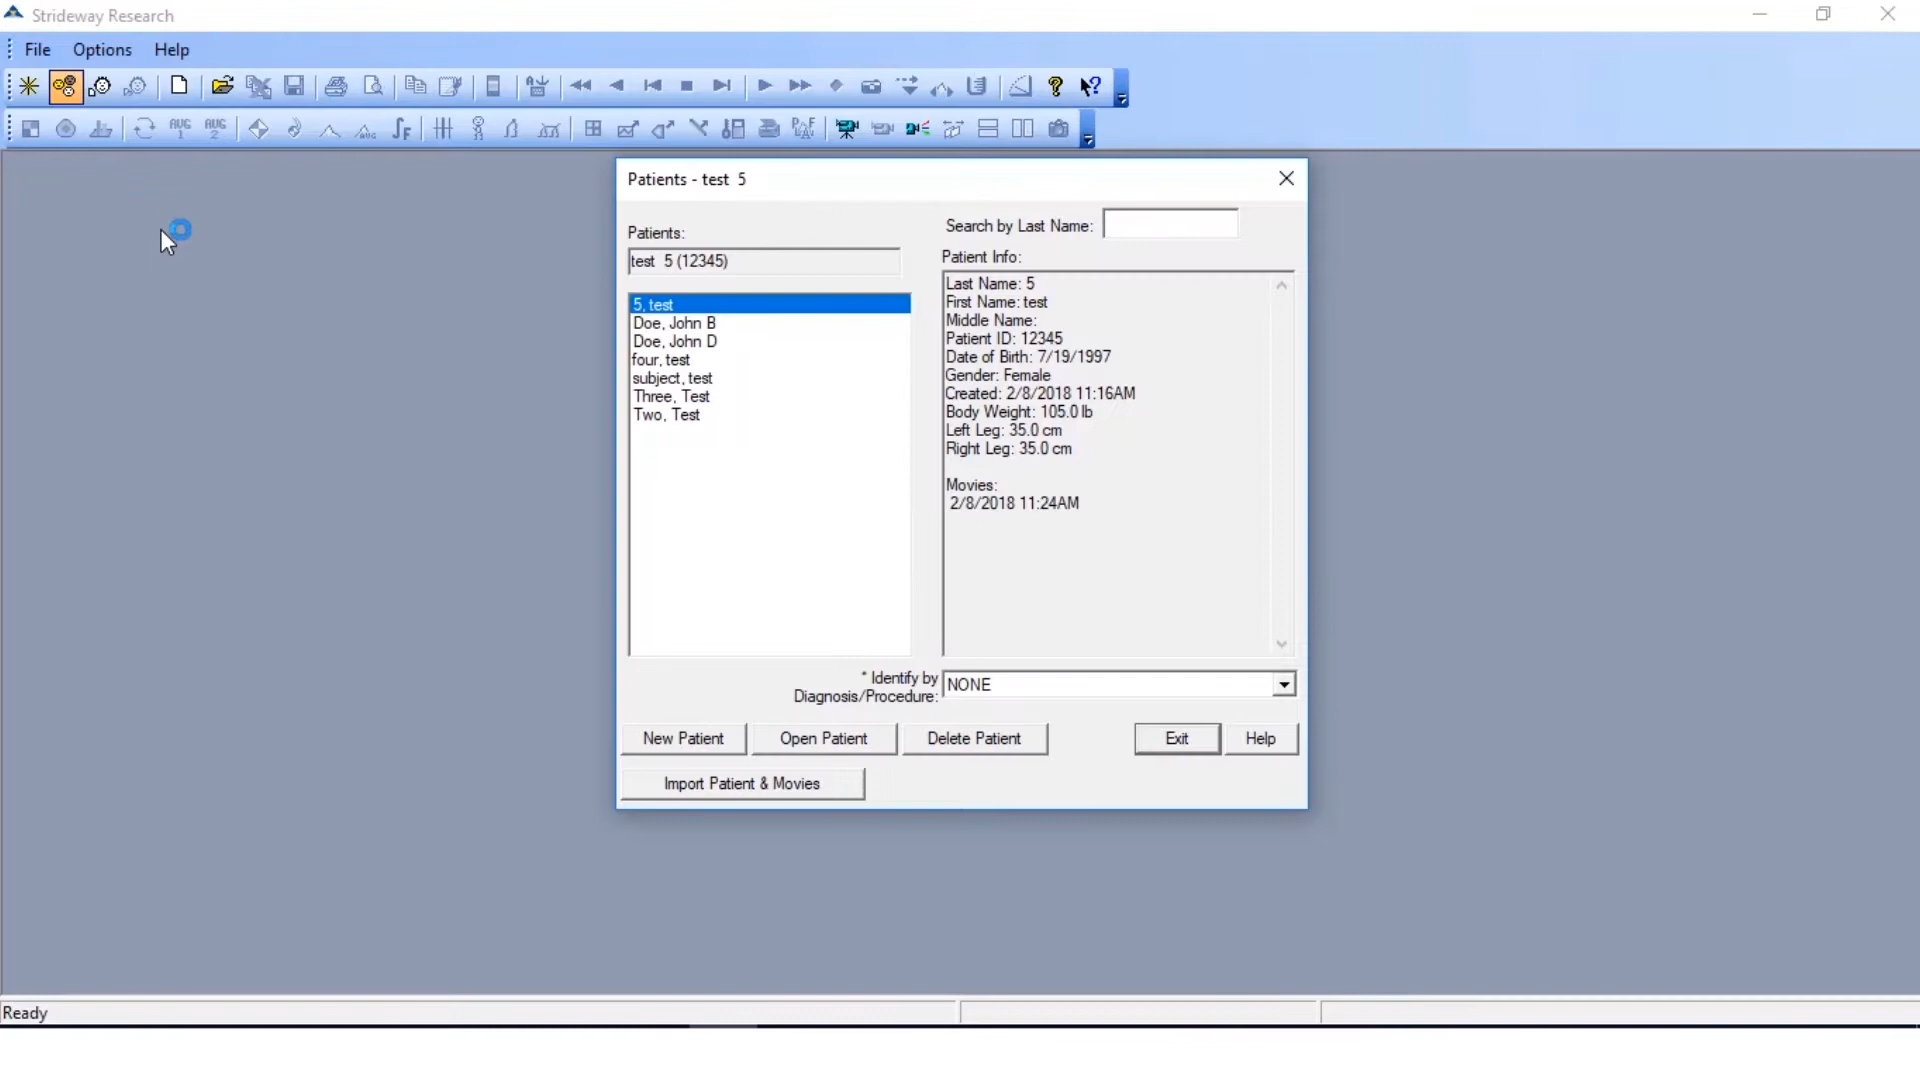 Strideway Research
File Options Help
AVG 1 AVG 2
Patients - test 5
Patients:
Search by Last Name:
test 5 (12345)
Patient Info:
5, test
Doe, John B
Doe, John D
four, test
subject, test
Three, Test
Two, Test
Last Name: 5
First Name: test
Middle Name:
Patient ID: 12345
Date of Birth: 7/19/1997
Gender: Female
Created: 2/8/2018 11:16AM
Body Weight: 105.0 lb
Left Leg: 35.0 cm
Right Leg: 35.0 cm
Movies:
2/8/2018 11:24AM
* Identify by
Diagnosis/Procedure:
NONE
New Patient Open Patient Delete Patient Exit Help
Import Patient & Movies
Ready